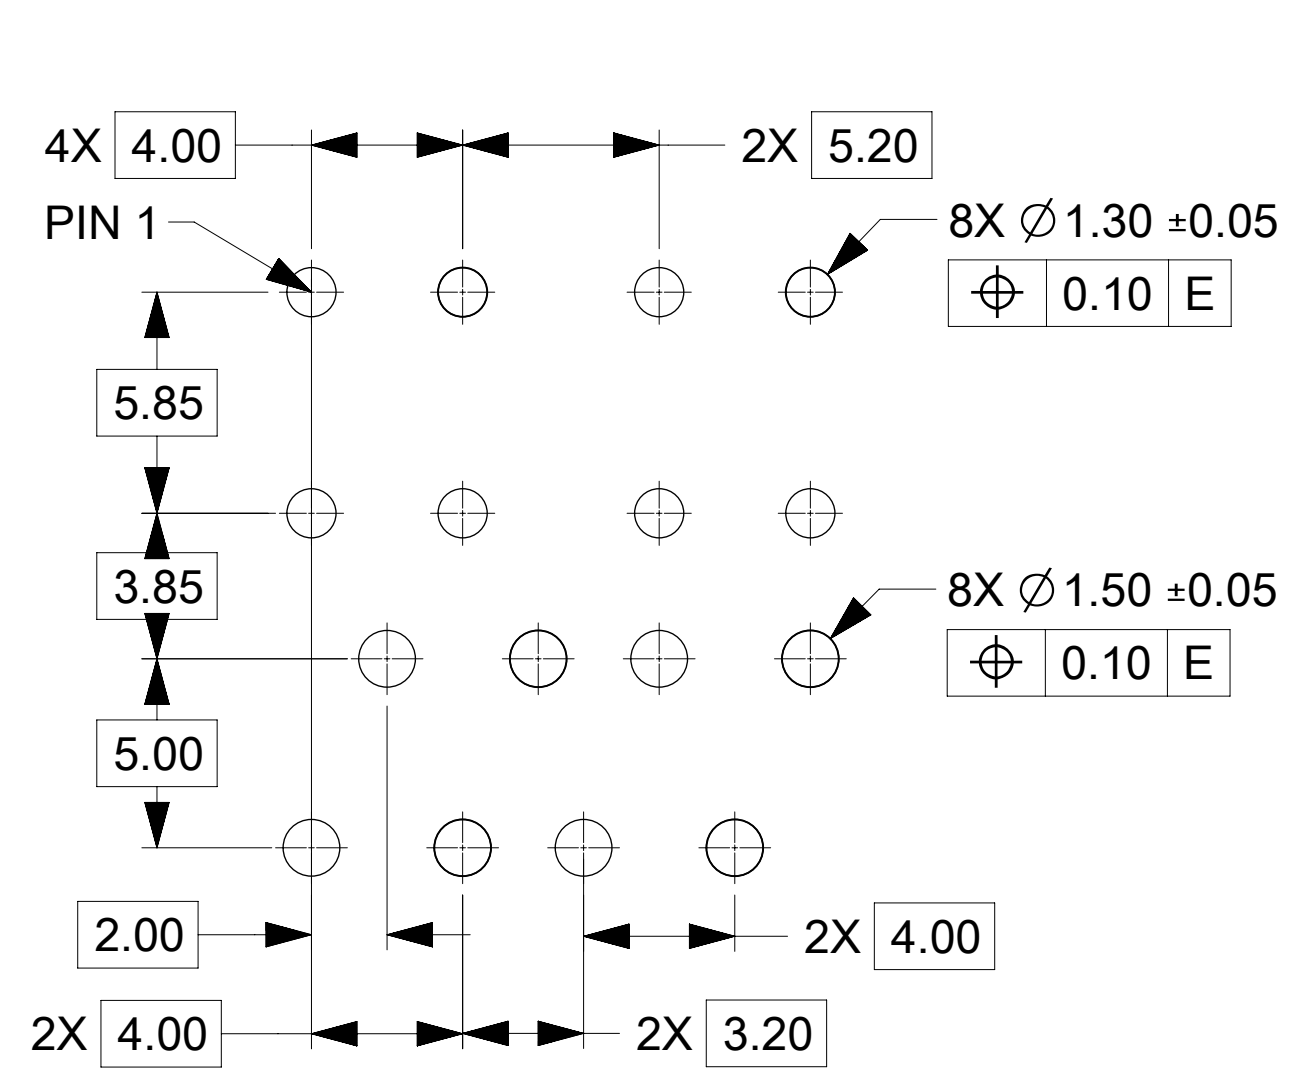 4X 4.00 2X 5.20
PIN 1
8X ∅ 1.30 ±0.05
⌖ 0.10 E
5.85
3.85
8X ∅ 1.50 ±0.05
⌖ 0.10 E
5.00
2.00
2X 4.00
2X 4.00
2X 3.20